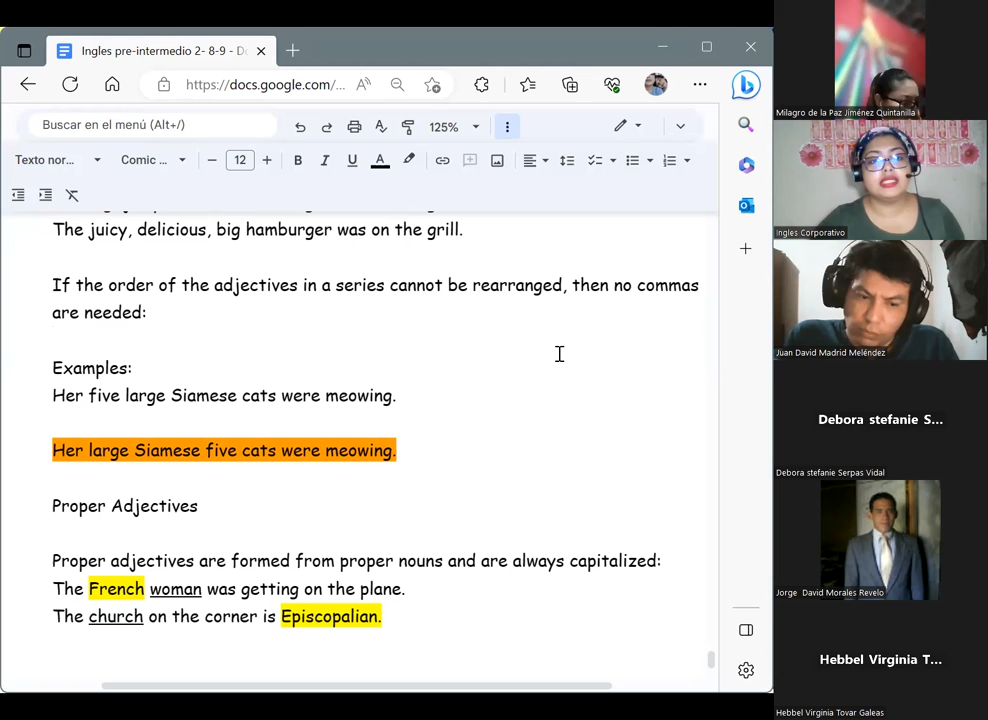 Ingles pre-intermedio 2- 8-9 - Do
https://docs.google.com/...
Buscar en el menú (Alt+/)
125%
Texto nor...
Comic ...
12
The juicy, delicious, big hamburger was on the grill.
If the order of the adjectives in a series cannot be rearranged, then no commas
are needed:
Examples:
Her five large Siamese cats were meowing.
Her large Siamese five cats were meowing.
Proper Adjectives
Proper adjectives are formed from proper nouns and are always capitalized:
The French woman was getting on the plane.
The church on the corner is Episcopalian.
Milagro de la Paz Jiménez Quintanilla
Ingles Corporativo
Juan David Madrid Meléndez
Debora stefanie S...
Debora stefanie Serpas Vidal
Jorge David Morales Revelo
Hebbel Virginia T...
Hebbel Virginia Tovar Galeas